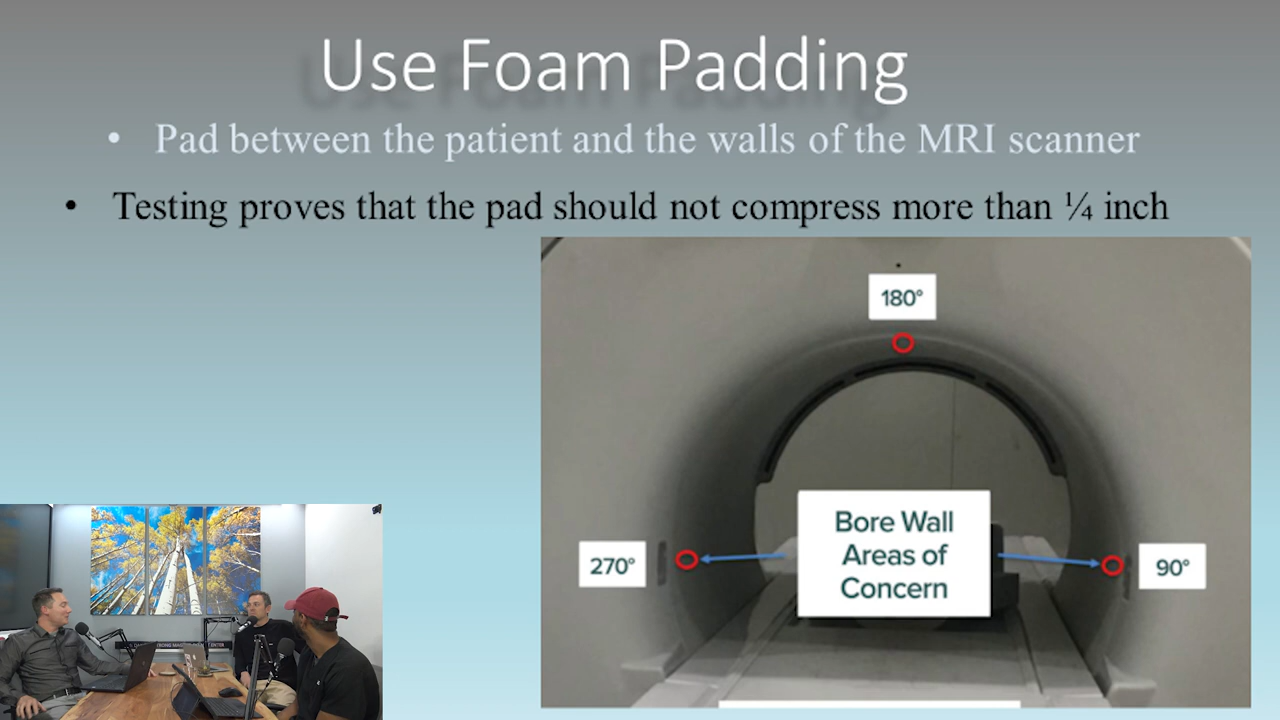 Use Foam Padding
• Pad between the patient and the walls of the MRI scanner
• Testing proves that the pad should not compress more than ¼ inch
180°
Bore Wall
Areas of
Concern
270°
90°